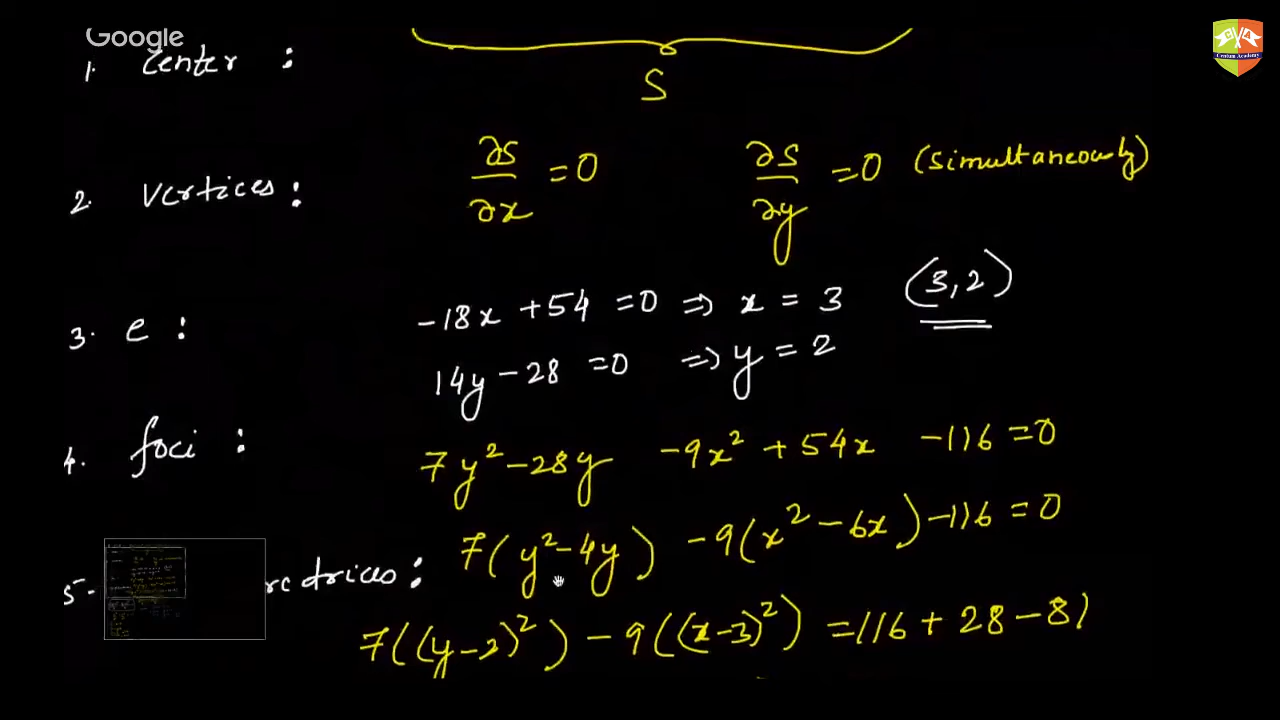 Google
Centum Academy
1. Center :
S
2. Vertices :
∂S/∂x = 0   ∂S/∂y = 0 (simultaneously)
3. e :
-18x + 54 = 0 ⇒ x = 3   (3,2)
14y - 28 = 0 ⇒ y = 2
4. foci :
7y² - 28y   -9x² + 54x   -116 = 0
7(y² - 4y) - 9(x² - 6x) - 116 = 0
5.
7((y-2)²) - 9((x-3)²) = 116 + 28 - 81